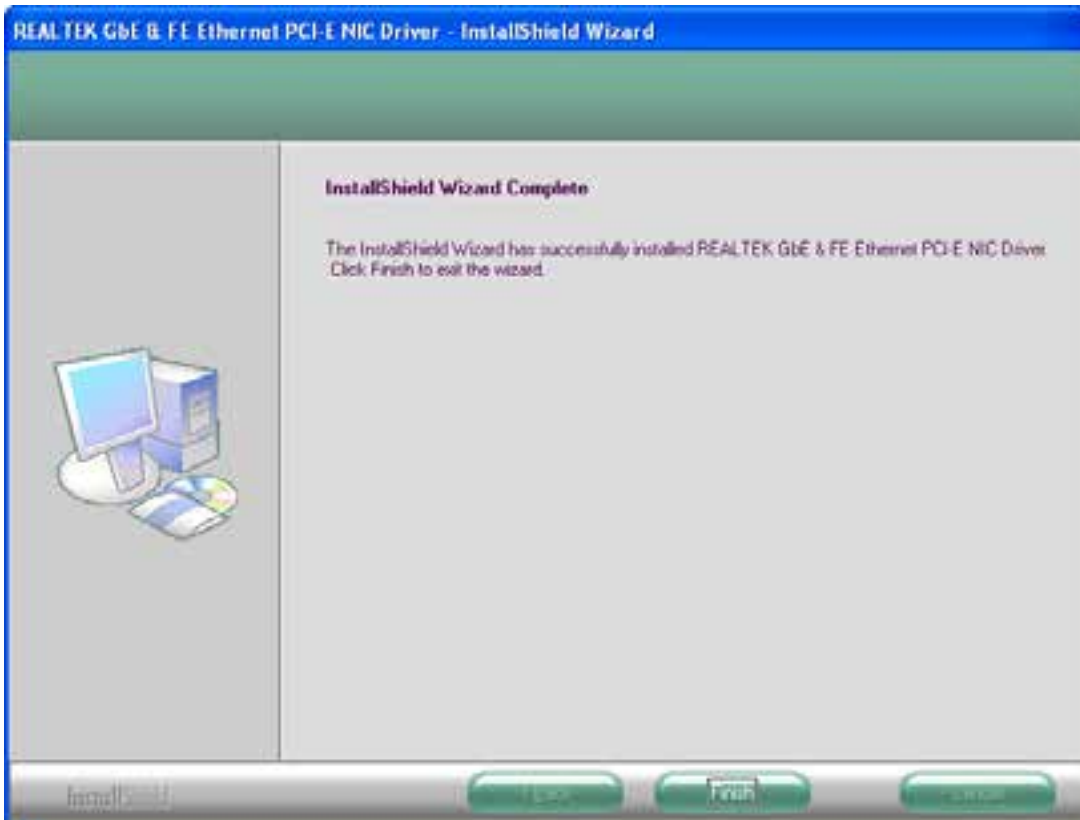 REALTEK GbE & FE Ethernet PCI-E NIC Driver - InstallShield Wizard
InstallShield Wizard Complete
The InstallShield Wizard has successfully installed REALTEK GbE & FE Ethernet PCI-E NIC Driver.
Click Finish to exit the wizard.
InstallShield
Finish